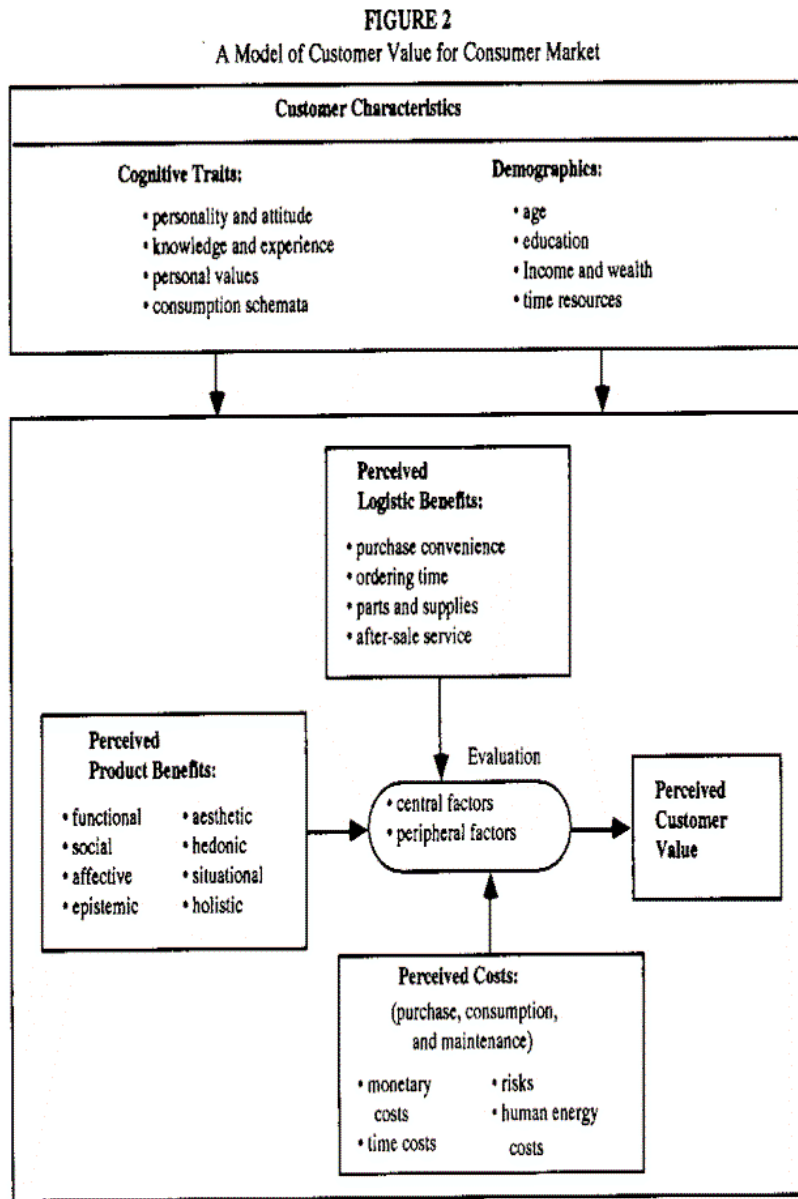 FIGURE 2
A Model of Customer Value for Consumer Market
Customer Characteristics
Cognitive Traits:
• personality and attitude
• knowledge and experience
• personal values
• consumption schemata
Demographics:
• age
• education
• Income and wealth
• time resources
Perceived
Logistic Benefits:
• purchase convenience
• ordering time
• parts and supplies
• after-sale service
Perceived
Product Benefits:
• functional
• social
• affective
• epistemic
• aesthetic
• hedonic
• situational
• holistic
Evaluation
• central factors
• peripheral factors
Perceived
Customer
Value
Perceived Costs:
(purchase, consumption,
and maintenance)
• monetary
costs
• time costs
• risks
• human energy
costs